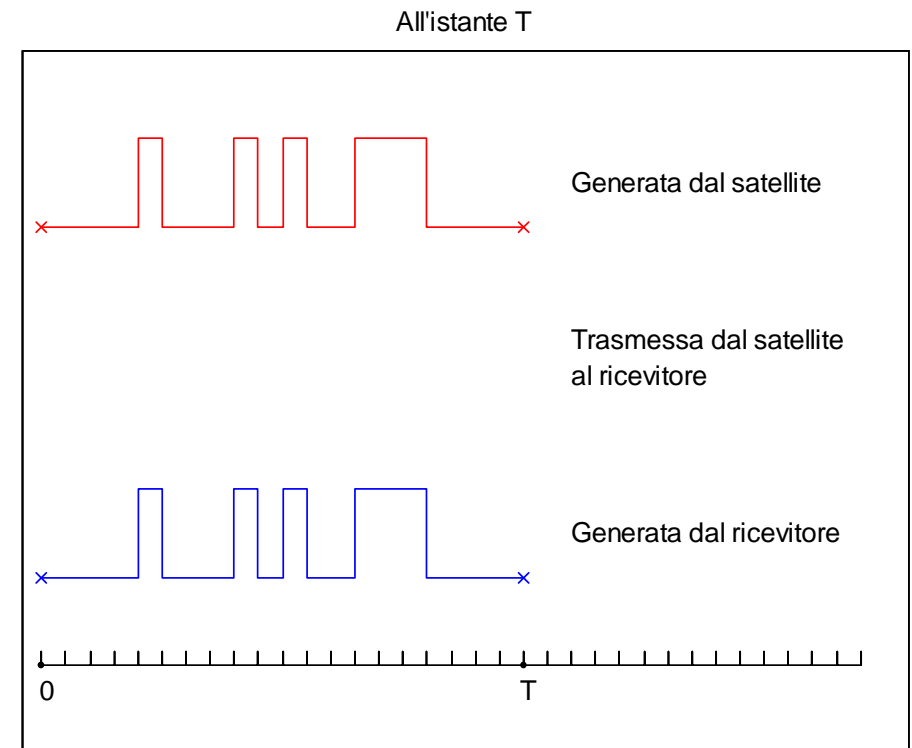 All'istante T
Generata dal satellite
Trasmessa dal satellite
al ricevitore
Generata dal ricevitore
0 T